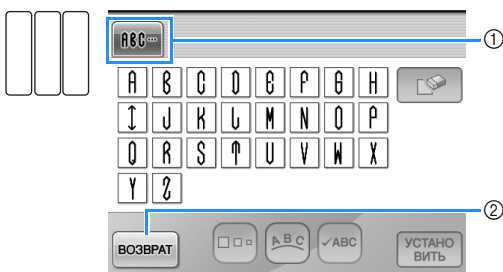 ABC...
①
A B C D E F G H
I J K L M N O P
Q R S T U V W X
Y Z
②
ВОЗВРАТ
ABC
✓ABC
УСТАНО
ВИТЬ